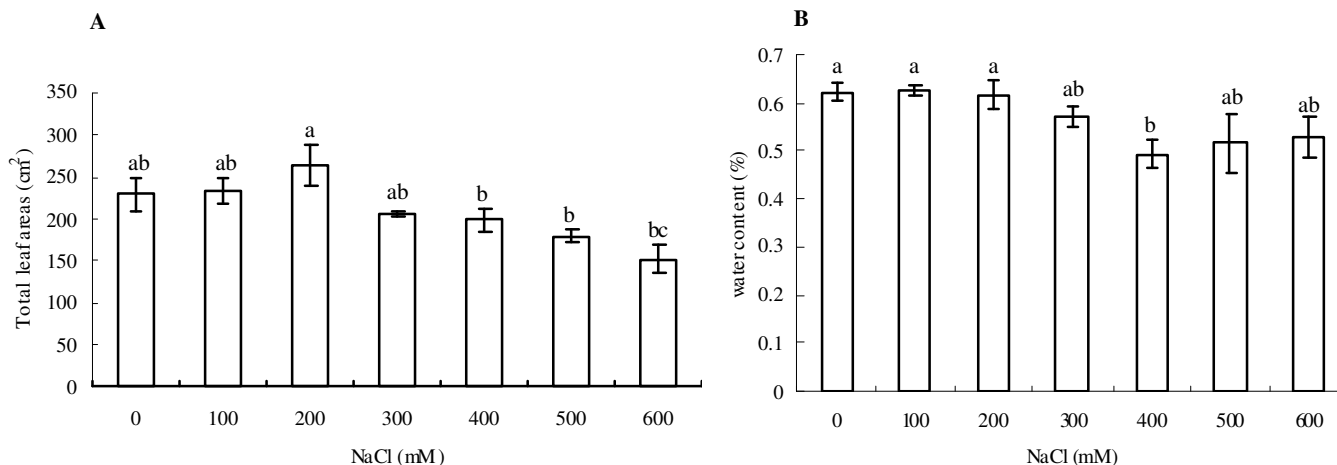 A
Total leaf areas (cm²)
350
300
250
200
150
100
50
0
ab
ab
a
ab
b
b
bc
0 100 200 300 400 500 600
NaCl (mM)
B
water content (%)
0.7
0.6
0.5
0.4
0.3
0.2
0.1
0
a
a
a
ab
b
ab
ab
0 100 200 300 400 500 600
NaCl (mM)